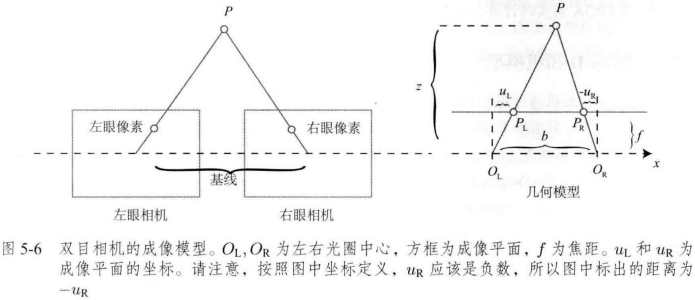 P
左眼像素
右眼像素
基线
左眼相机
右眼相机
P
z
u_L
-u_R
P_L
P_R
f
b
O_L
O_R
x
几何模型
图 5-6 双目相机的成像模型。O_L, O_R 为左右光圈中心，方框为成像平面，f 为焦距。u_L 和 u_R 为
成像平面的坐标。请注意，按照图中坐标定义，u_R 应该是负数，所以图中标出的距离为
−u_R